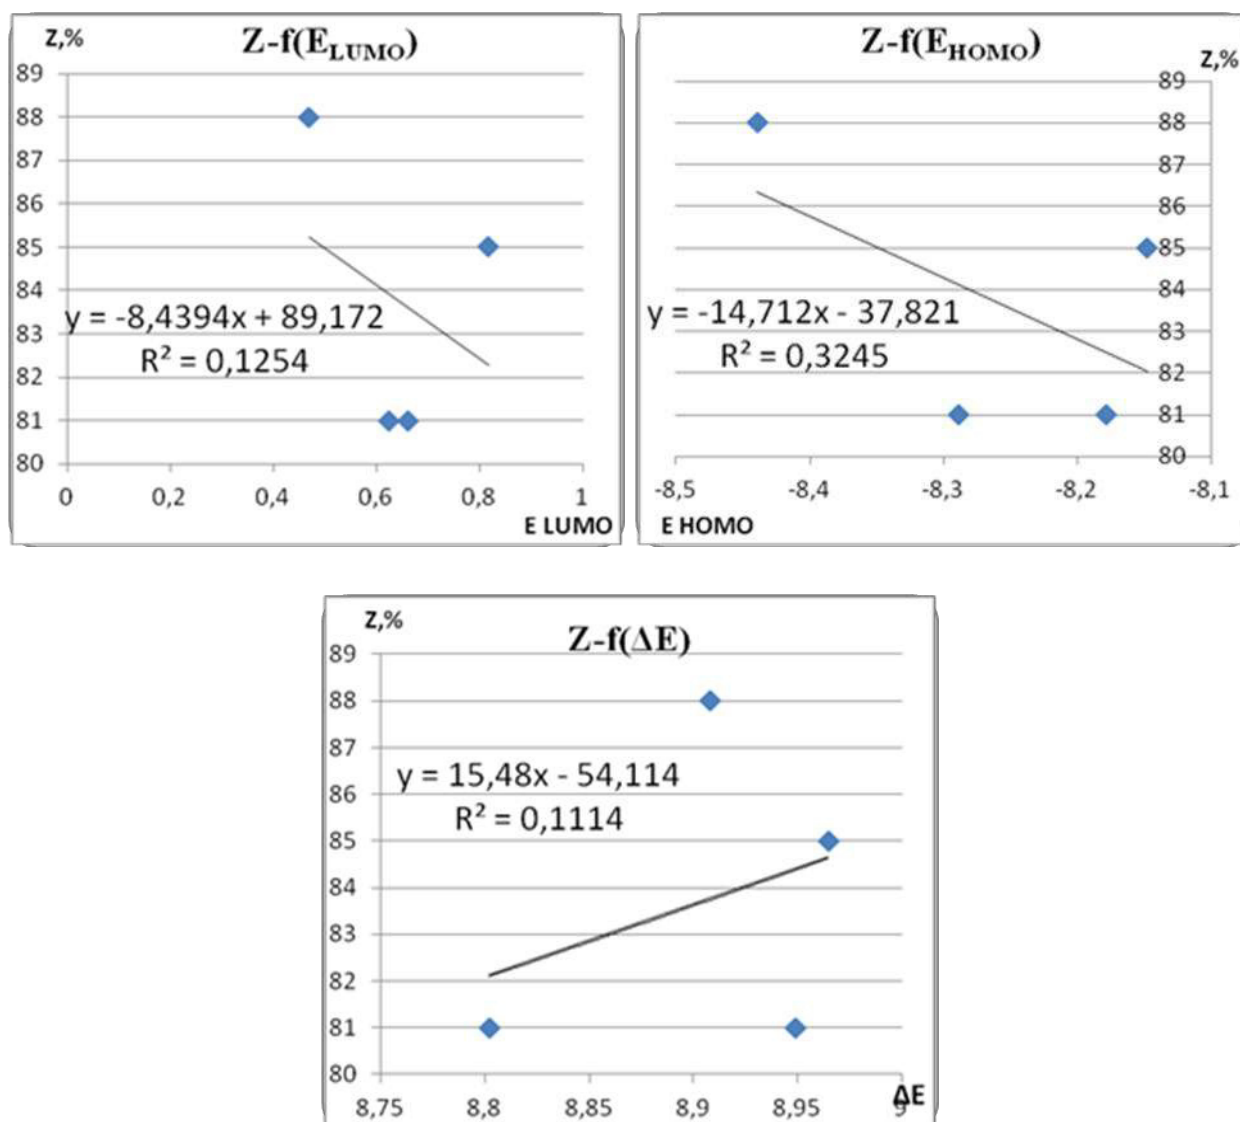 Z,%
Z-f(E_LUMO)
89
88
87
86
85
84
y = -8,4394x + 89,172
83
R² = 0,1254
82
81
80
0 0,2 0,4 0,6 0,8 1
E LUMO
Z-f(E_HOMO)
Z,%
89
88
87
86
85
84
y = -14,712x - 37,821
83
R² = 0,3245
82
81
80
-8,5 -8,4 -8,3 -8,2 -8,1
E HOMO
Z,%
Z-f(ΔE)
89
88
87
y = 15,48x - 54,114
86
R² = 0,1114
85
84
83
82
81
80
8,75 8,8 8,85 8,9 8,95 9
ΔE